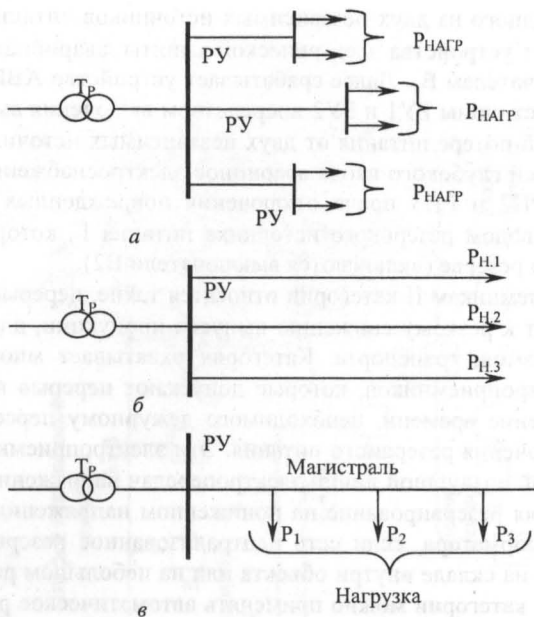 РУ
Р НАГР
Тр
РУ
Р НАГР
РУ
Р НАГР
а
Тр
РУ
Р Н.1
Р Н.2
Р Н.3
б
Тр
РУ
Магистраль
Р1
Р2
Р3
Нагрузка
в